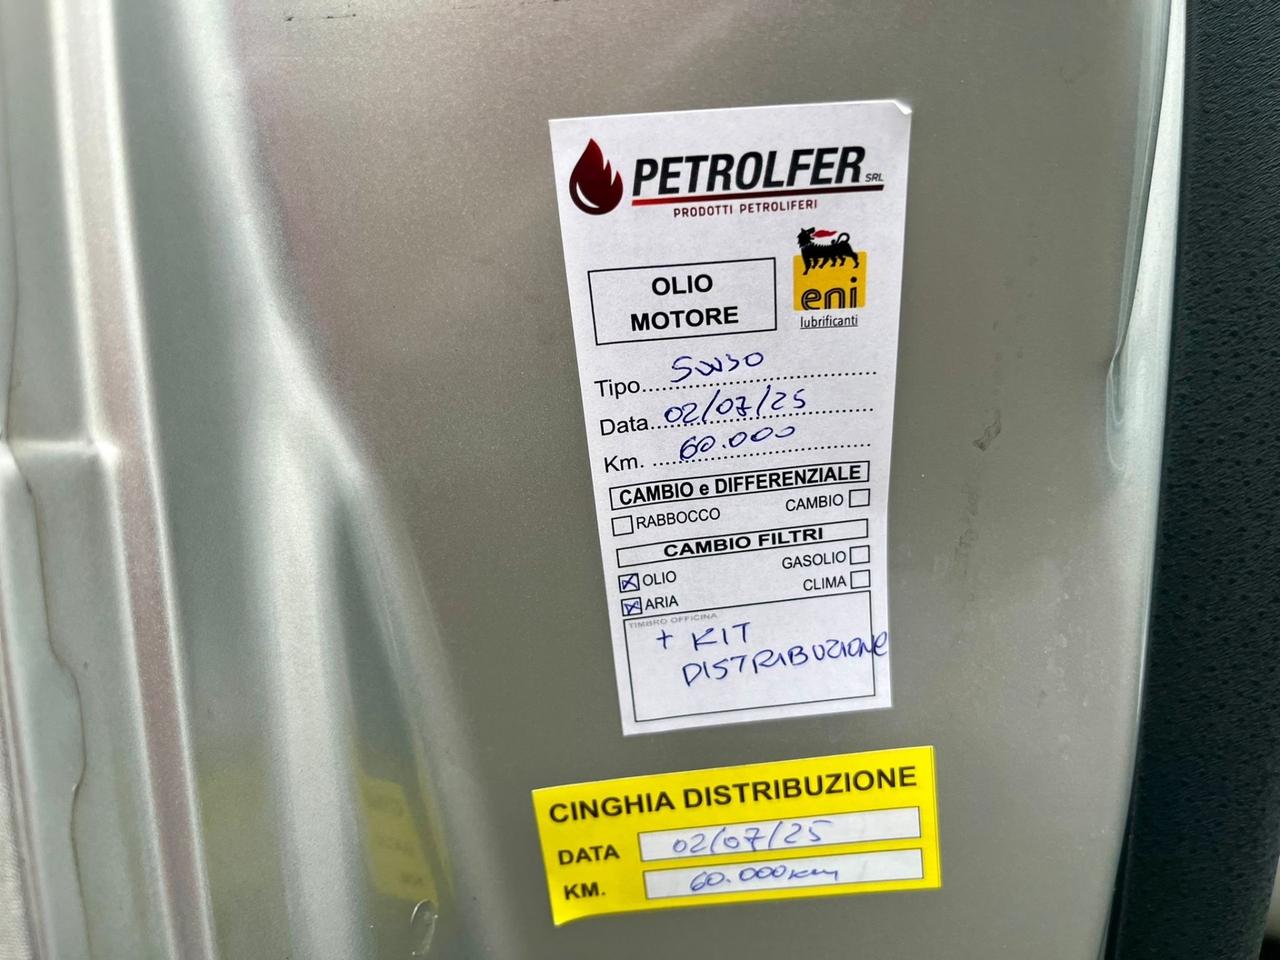 PETROLFER SRL
PRODOTTI PETROLIFERI
OLIO
MOTORE
eni
lubrificanti
Tipo....5W30
Data...02/07/25
Km. ....60.000
CAMBIO e DIFFERENZIALE
RABBOCCO CAMBIO
CAMBIO FILTRI
OLIO GASOLIO
ARIA CLIMA
TIMBRO OFFICINA
+ KIT
DISTRIBUZIONE
CINGHIA DISTRIBUZIONE
DATA 02/07/25
KM. 60.000km